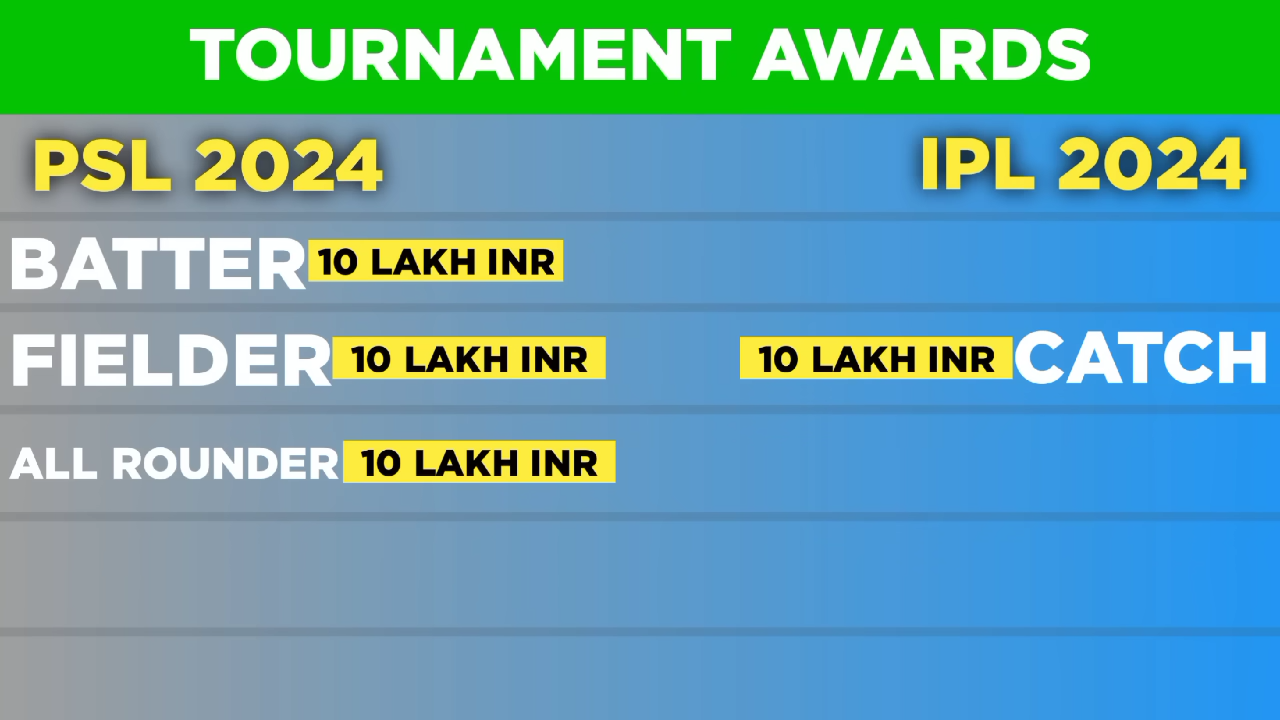 TOURNAMENT AWARDS
PSL 2024 IPL 2024
BATTER 10 LAKH INR
FIELDER 10 LAKH INR 10 LAKH INR CATCH
ALL ROUNDER 10 LAKH INR